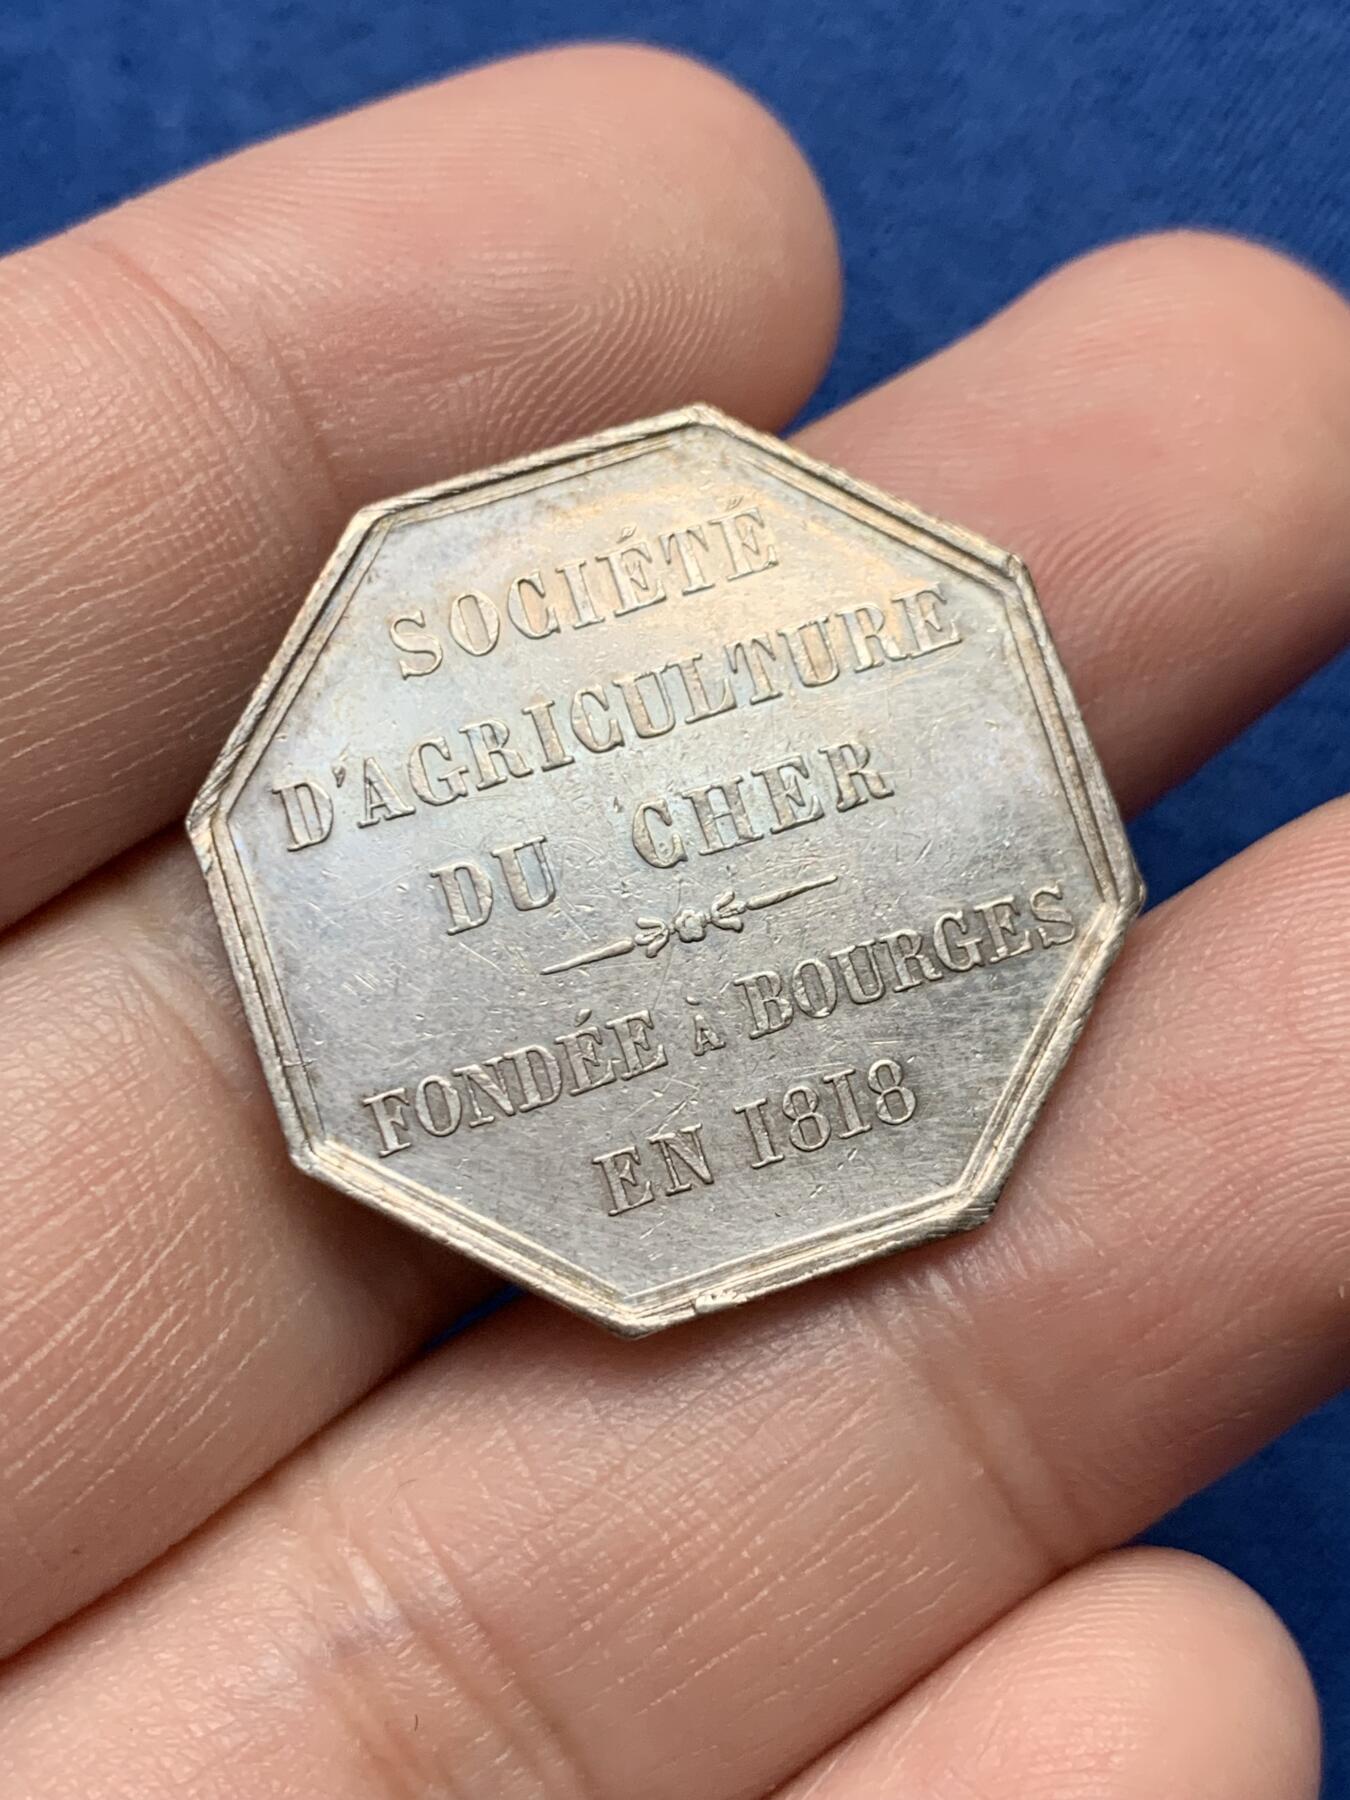 SOCIÉTÉ
D'AGRICULTURE
DU CHER
FONDÉE À BOURGES
EN 1818